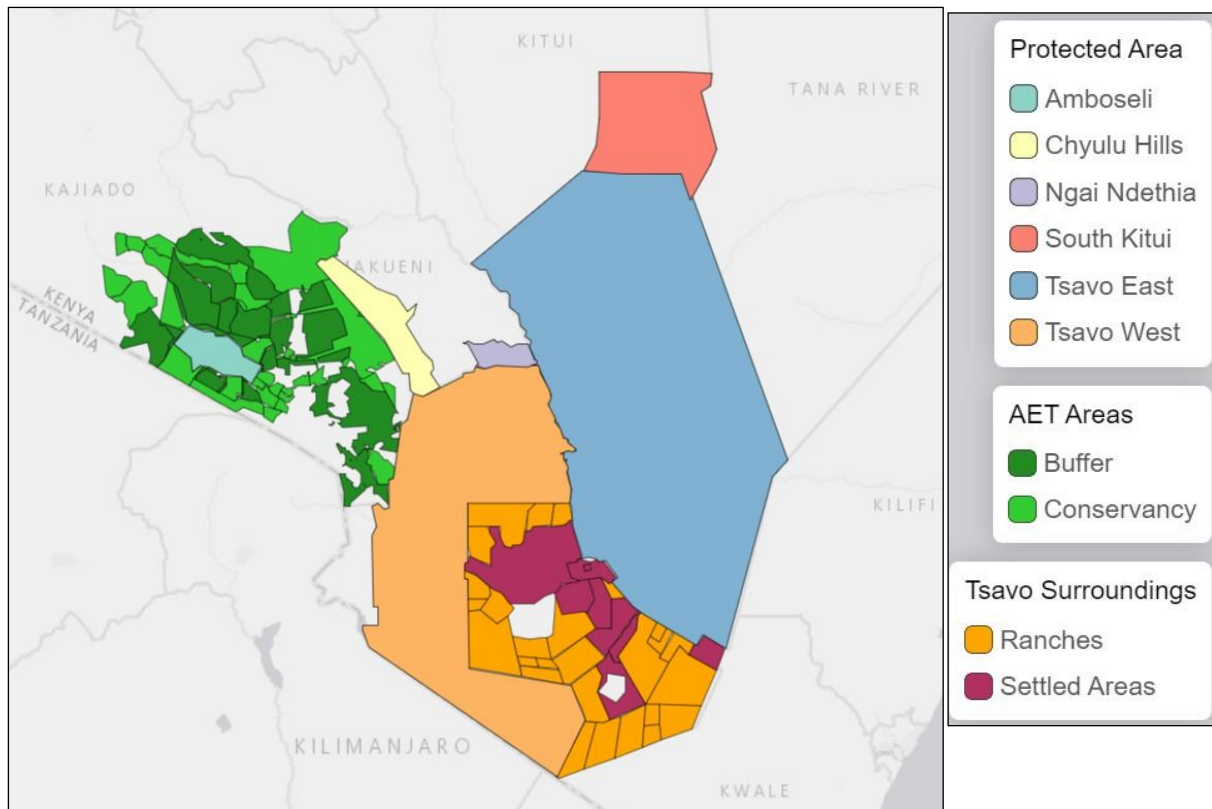 KITUI
TANA RIVER
KAJIADO
MAKUENI
KENYA
TANZANIA
KILIFI
KILIMANJARO
KWALE
Protected Area
Amboseli
Chyulu Hills
Ngai Ndethia
South Kitui
Tsavo East
Tsavo West
AET Areas
Buffer
Conservancy
Tsavo Surroundings
Ranches
Settled Areas